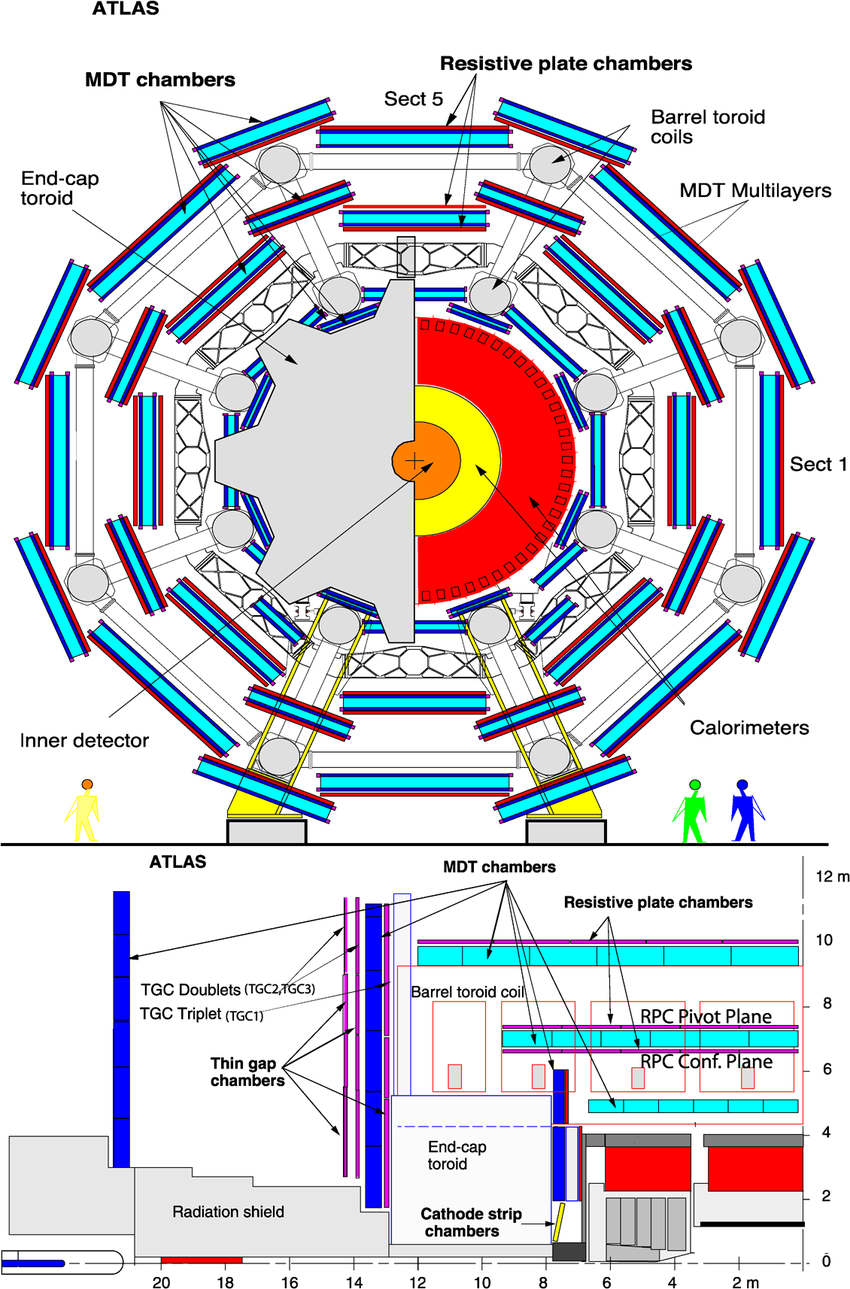 ATLAS
MDT chambers
Resistive plate chambers
Sect 5
Barrel toroid
coils
End-cap
toroid
MDT Multilayers
Sect 1
Inner detector
Calorimeters
ATLAS
MDT chambers
12 m
Resistive plate chambers
10
TGC Doublets (TGC2,TGC3)
Barrel toroid coil
8
TGC Triplet (TGC1)
RPC Pivot Plane
Thin gap
chambers
RPC Conf. Plane
6
4
End-cap
toroid
2
Radiation shield
Cathode strip
chambers
0
20 18 16 14 12 10 8 6 4 2 m